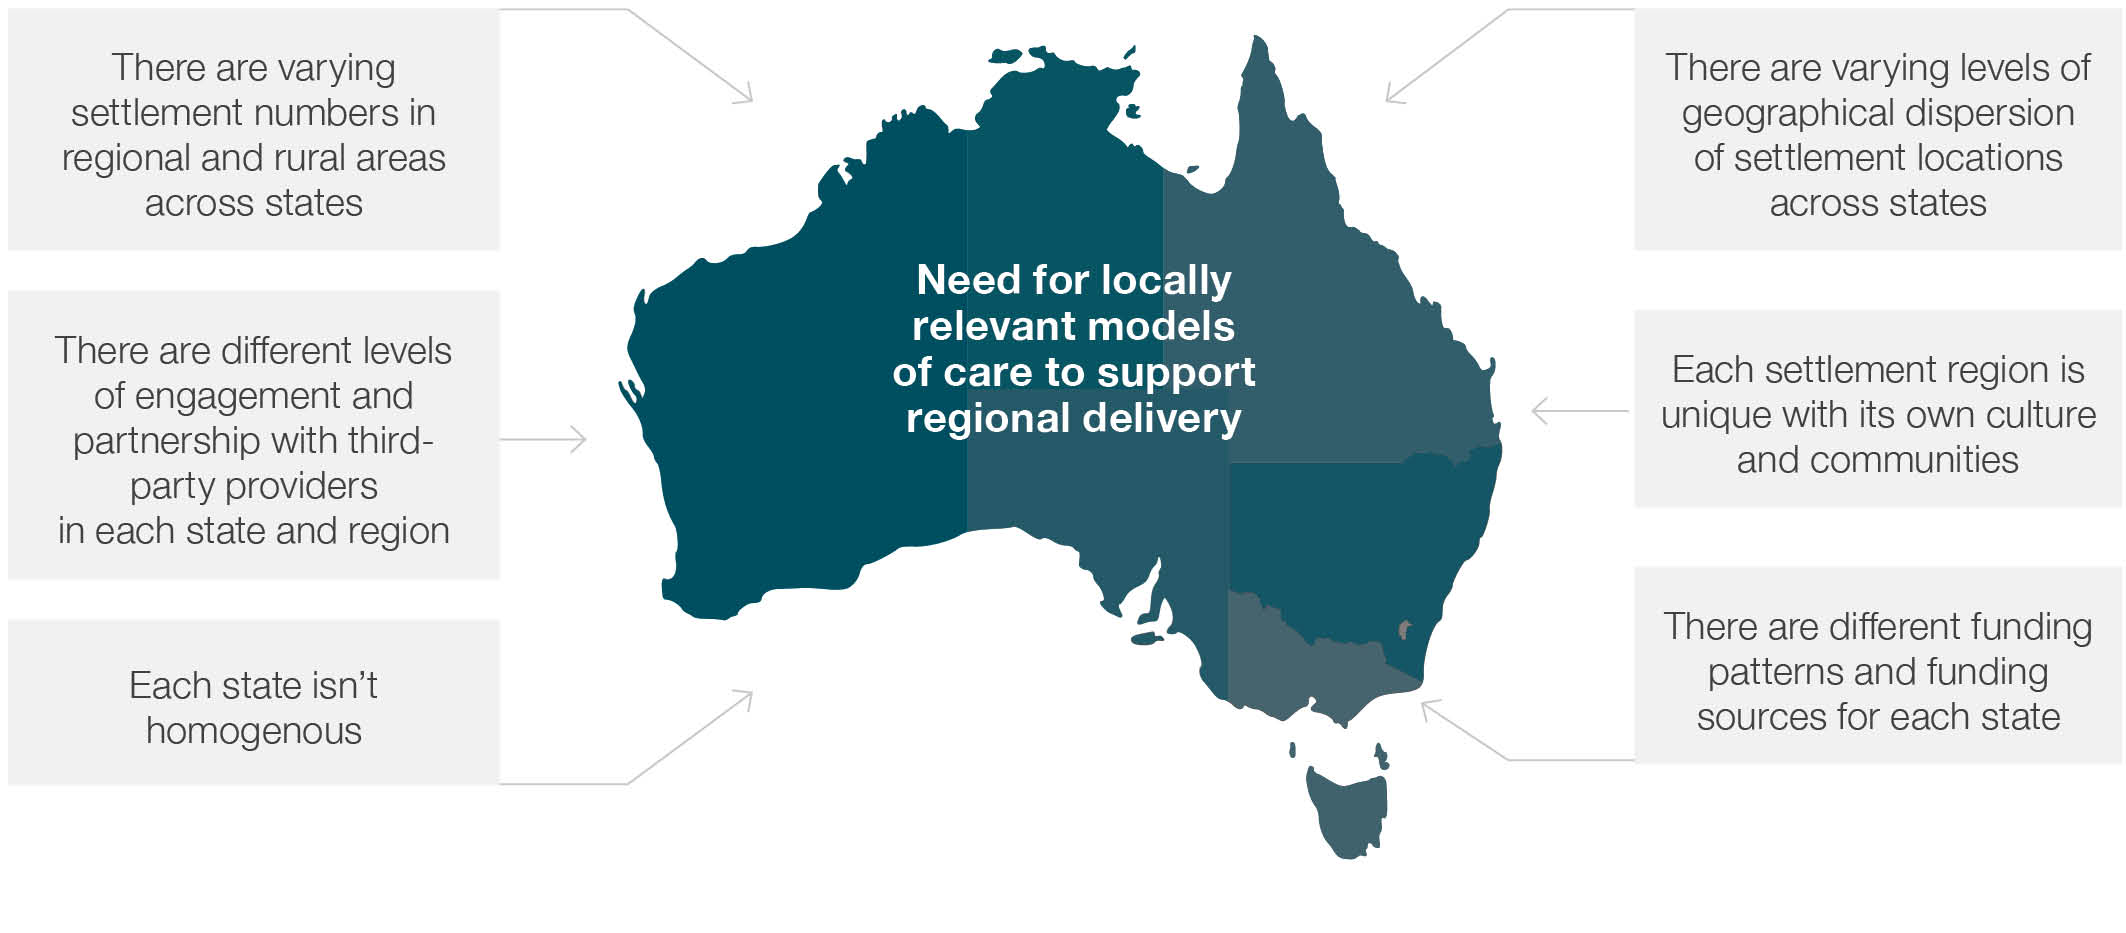 There are varying
settlement numbers in
regional and rural areas
across states
There are different levels
of engagement and
partnership with third-
party providers
in each state and region
Each state isn’t
homogenous
Need for locally
relevant models
of care to support
regional delivery
There are varying levels of
geographical dispersion
of settlement locations
across states
Each settlement region is
unique with its own culture
and communities
There are different funding
patterns and funding
sources for each state